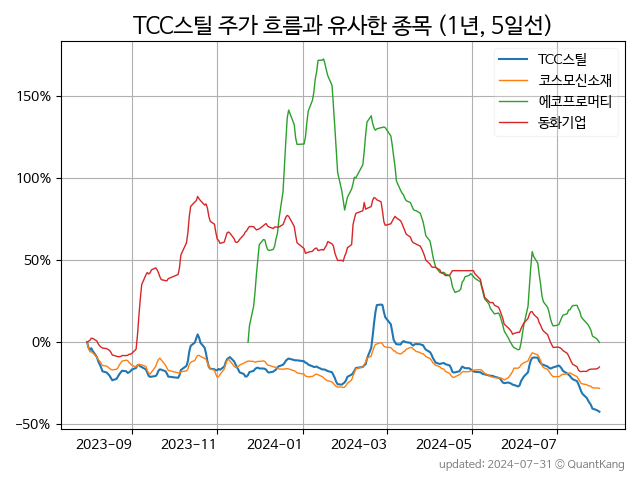 TCC스틸 주가 흐름과 유사한 종목 (1년, 5일선)
TCC스틸
코스모신소재
에코프로머티
동화기업
150%
100%
50%
0%
−50%
2023-09 2023-11 2024-01 2024-03 2024-05 2024-07
updated: 2024-07-31 © QuantKang